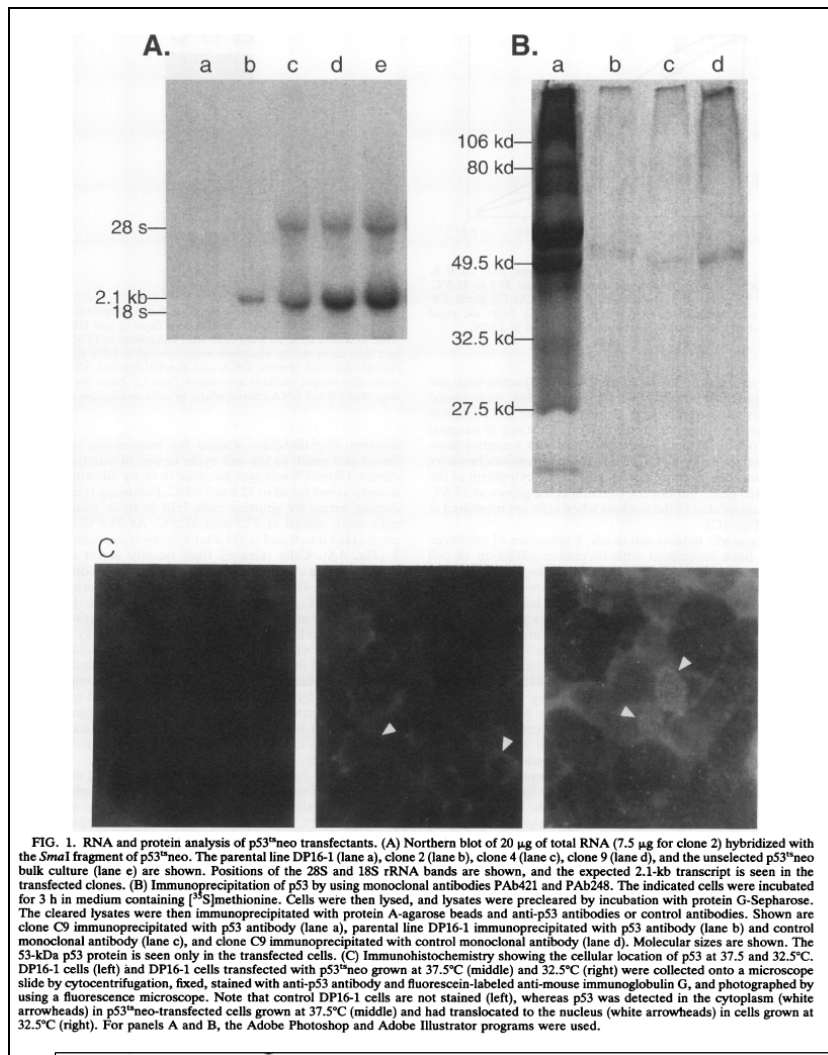 A.
a b c d e
28 s
2.1 kb
18 s
B.
a b c d
106 kd
80 kd
49.5 kd
32.5 kd
27.5 kd
C
FIG. 1. RNA and protein analysis of p53ᵗˢneo transfectants. (A) Northern blot of 20 μg of total RNA (7.5 μg for clone 2) hybridized with
the SmaI fragment of p53ᵗˢneo. The parental line DP16-1 (lane a), clone 2 (lane b), clone 4 (lane c), clone 9 (lane d), and the unselected p53ᵗˢneo
bulk culture (lane e) are shown. Positions of the 28S and 18S rRNA bands are shown, and the expected 2.1-kb transcript is seen in the
transfected clones. (B) Immunoprecipitation of p53 by using monoclonal antibodies PAb421 and PAb248. The indicated cells were incubated
for 3 h in medium containing [³⁵S]methionine. Cells were then lysed, and lysates were precleared by incubation with protein G-Sepharose.
The cleared lysates were then immunoprecipitated with protein A-agarose beads and anti-p53 antibodies or control antibodies. Shown are
clone C9 immunoprecipitated with p53 antibody (lane a), parental line DP16-1 immunoprecipitated with p53 antibody (lane b) and control
monoclonal antibody (lane c), and clone C9 immunoprecipitated with control monoclonal antibody (lane d). Molecular sizes are shown. The
53-kDa p53 protein is seen only in the transfected cells. (C) Immunohistochemistry showing the cellular location of p53 at 37.5 and 32.5°C.
DP16-1 cells (left) and DP16-1 cells transfected with p53ᵗˢneo grown at 37.5°C (middle) and 32.5°C (right) were collected onto a microscope
slide by cytocentrifugation, fixed, stained with anti-p53 antibody and fluorescein-labeled anti-mouse immunoglobulin G, and photographed by
using a fluorescence microscope. Note that control DP16-1 cells are not stained (left), whereas p53 was detected in the cytoplasm (white
arrowheads) in p53ᵗˢneo-transfected cells grown at 37.5°C (middle) and had translocated to the nucleus (white arrowheads) in cells grown at
32.5°C (right). For panels A and B, the Adobe Photoshop and Adobe Illustrator programs were used.